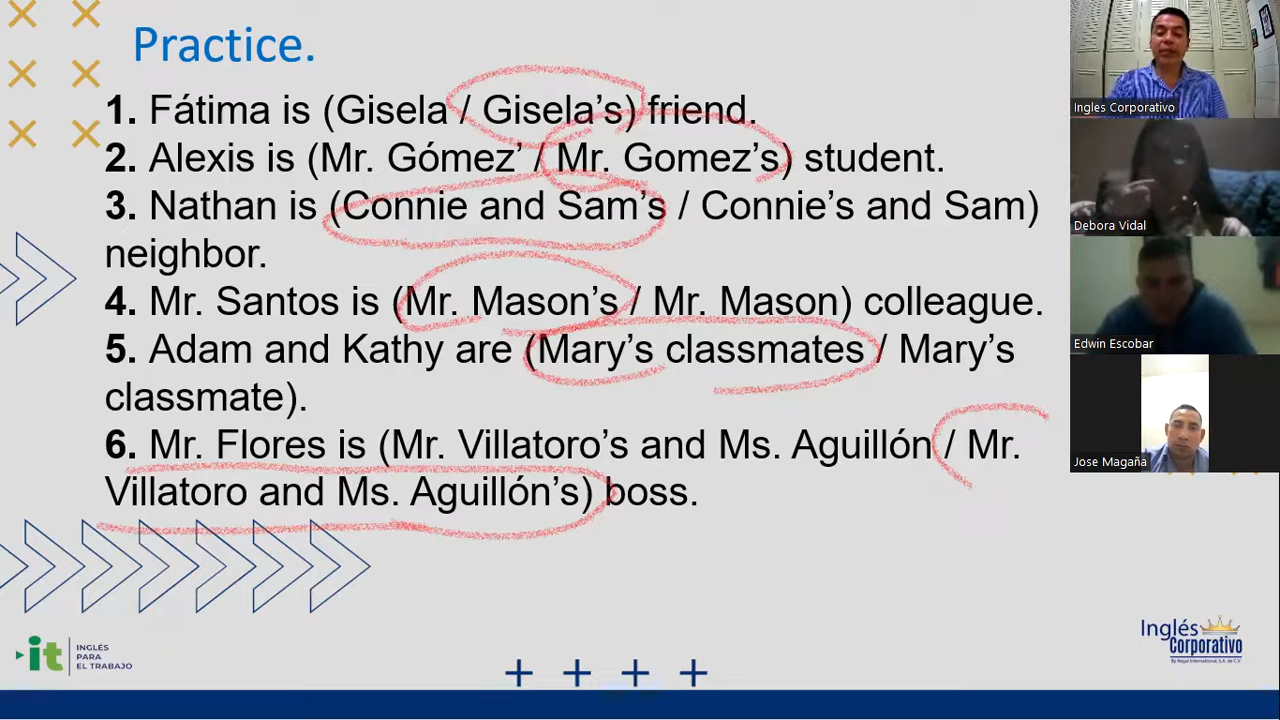 Practice.
1. Fátima is (Gisela / Gisela’s) friend.
2. Alexis is (Mr. Gómez’ / Mr. Gomez’s) student.
3. Nathan is (Connie and Sam’s / Connie’s and Sam)
neighbor.
4. Mr. Santos is (Mr. Mason’s / Mr. Mason) colleague.
5. Adam and Kathy are (Mary’s classmates / Mary’s
classmate).
6. Mr. Flores is (Mr. Villatoro’s and Ms. Aguillón / Mr.
Villatoro and Ms. Aguillón’s) boss.
Ingles Corporativo
Debora Vidal
Edwin Escobar
Jose Magaña
it
INGLÉS
PARA
EL TRABAJO
Inglés
Corporativo
By Regal International, S.A. de C.V.